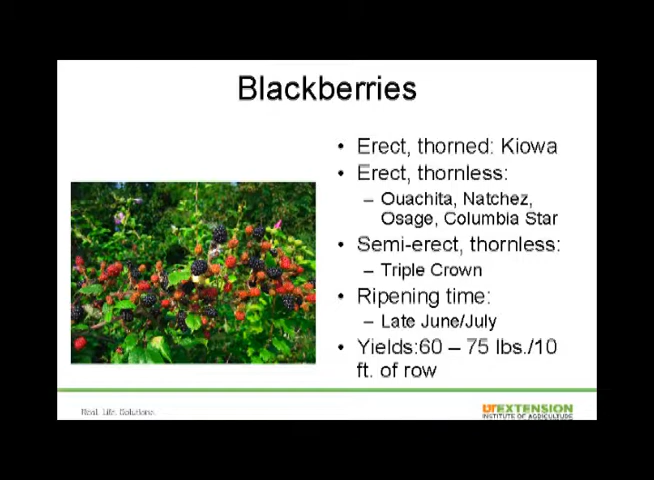 Blackberries
• Erect, thorned: Kiowa
• Erect, thornless:
– Ouachita, Natchez,
Osage, Columbia Star
• Semi-erect, thornless:
– Triple Crown
• Ripening time:
– Late June/July
• Yields:60 – 75 lbs./10
ft. of row
Real. Life. Solutions.
UTEXTENSION
INSTITUTE OF AGRICULTURE